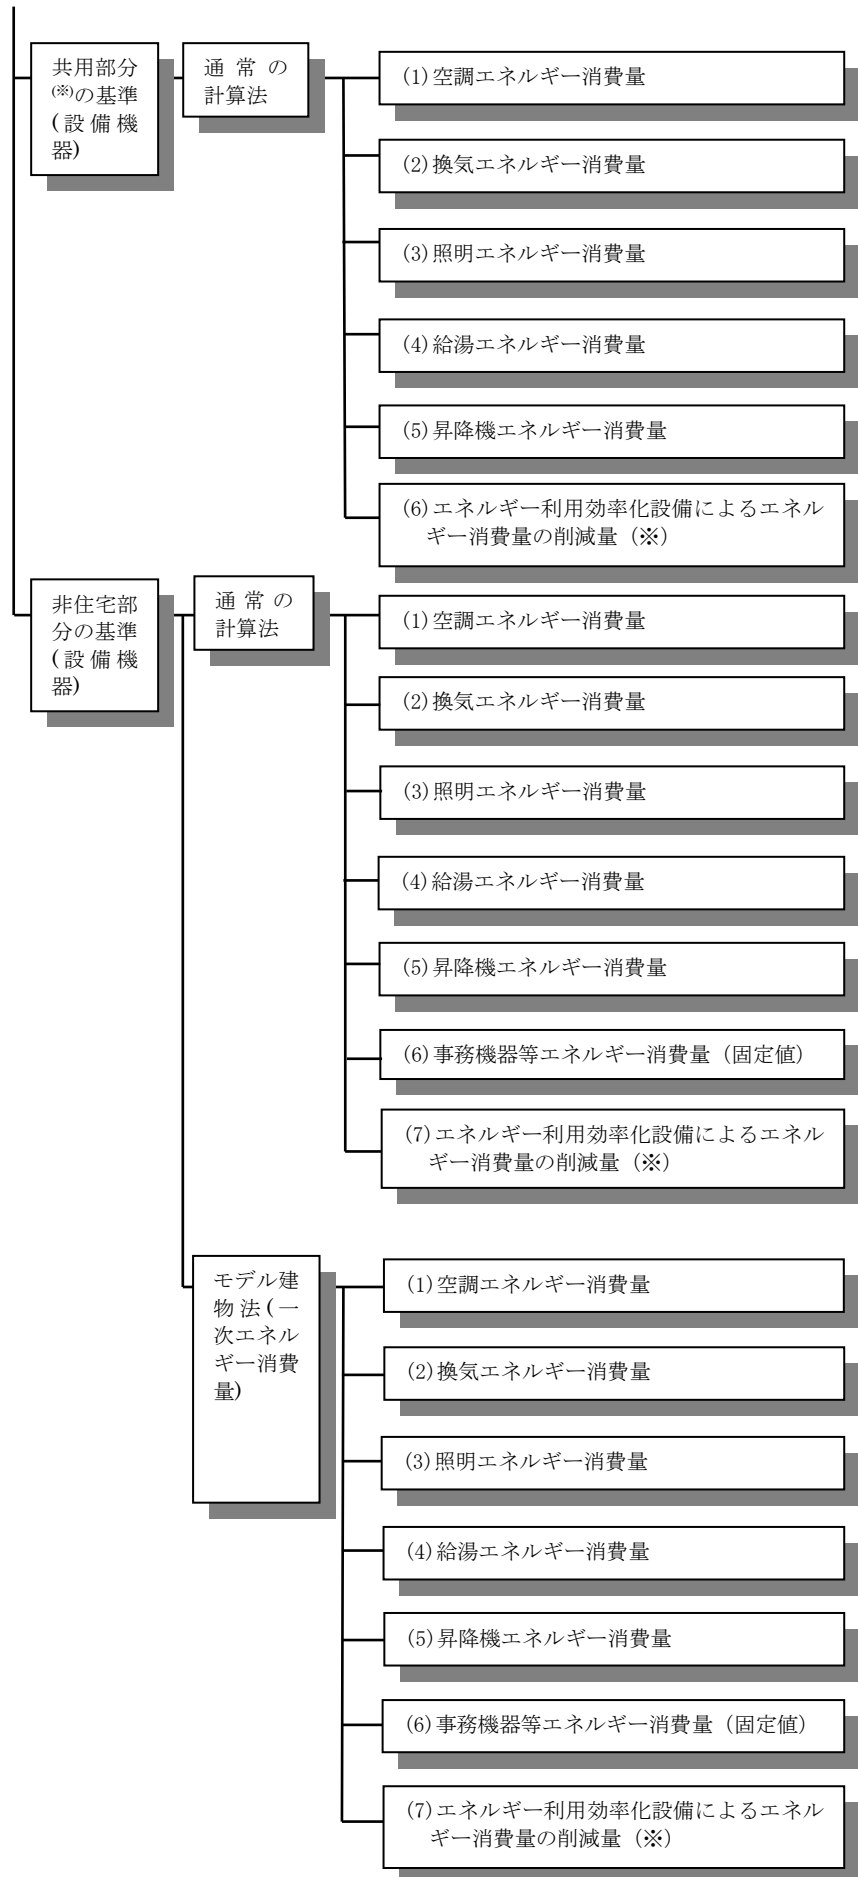 共用部分
(※)の基準
(設備機
器)
通常の
計算法
(1)空調エネルギー消費量
(2)換気エネルギー消費量
(3)照明エネルギー消費量
(4)給湯エネルギー消費量
(5)昇降機エネルギー消費量
(6)エネルギー利用効率化設備によるエネル
ギー消費量の削減量（※）
非住宅部
分の基準
(設備機
器)
通常の
計算法
(1)空調エネルギー消費量
(2)換気エネルギー消費量
(3)照明エネルギー消費量
(4)給湯エネルギー消費量
(5)昇降機エネルギー消費量
(6)事務機器等エネルギー消費量（固定値）
(7)エネルギー利用効率化設備によるエネル
ギー消費量の削減量（※）
モデル建
物法(一
次エネル
ギー消費
量)
(1)空調エネルギー消費量
(2)換気エネルギー消費量
(3)照明エネルギー消費量
(4)給湯エネルギー消費量
(5)昇降機エネルギー消費量
(6)事務機器等エネルギー消費量（固定値）
(7)エネルギー利用効率化設備によるエネル
ギー消費量の削減量（※）